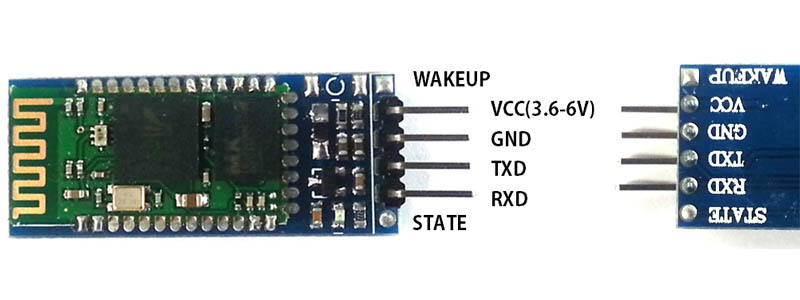 WAKEUP
VCC(3.6-6V)
GND
TXD
RXD
STATE
WAKEUP
VCC
GND
TXD
RXD
STATE